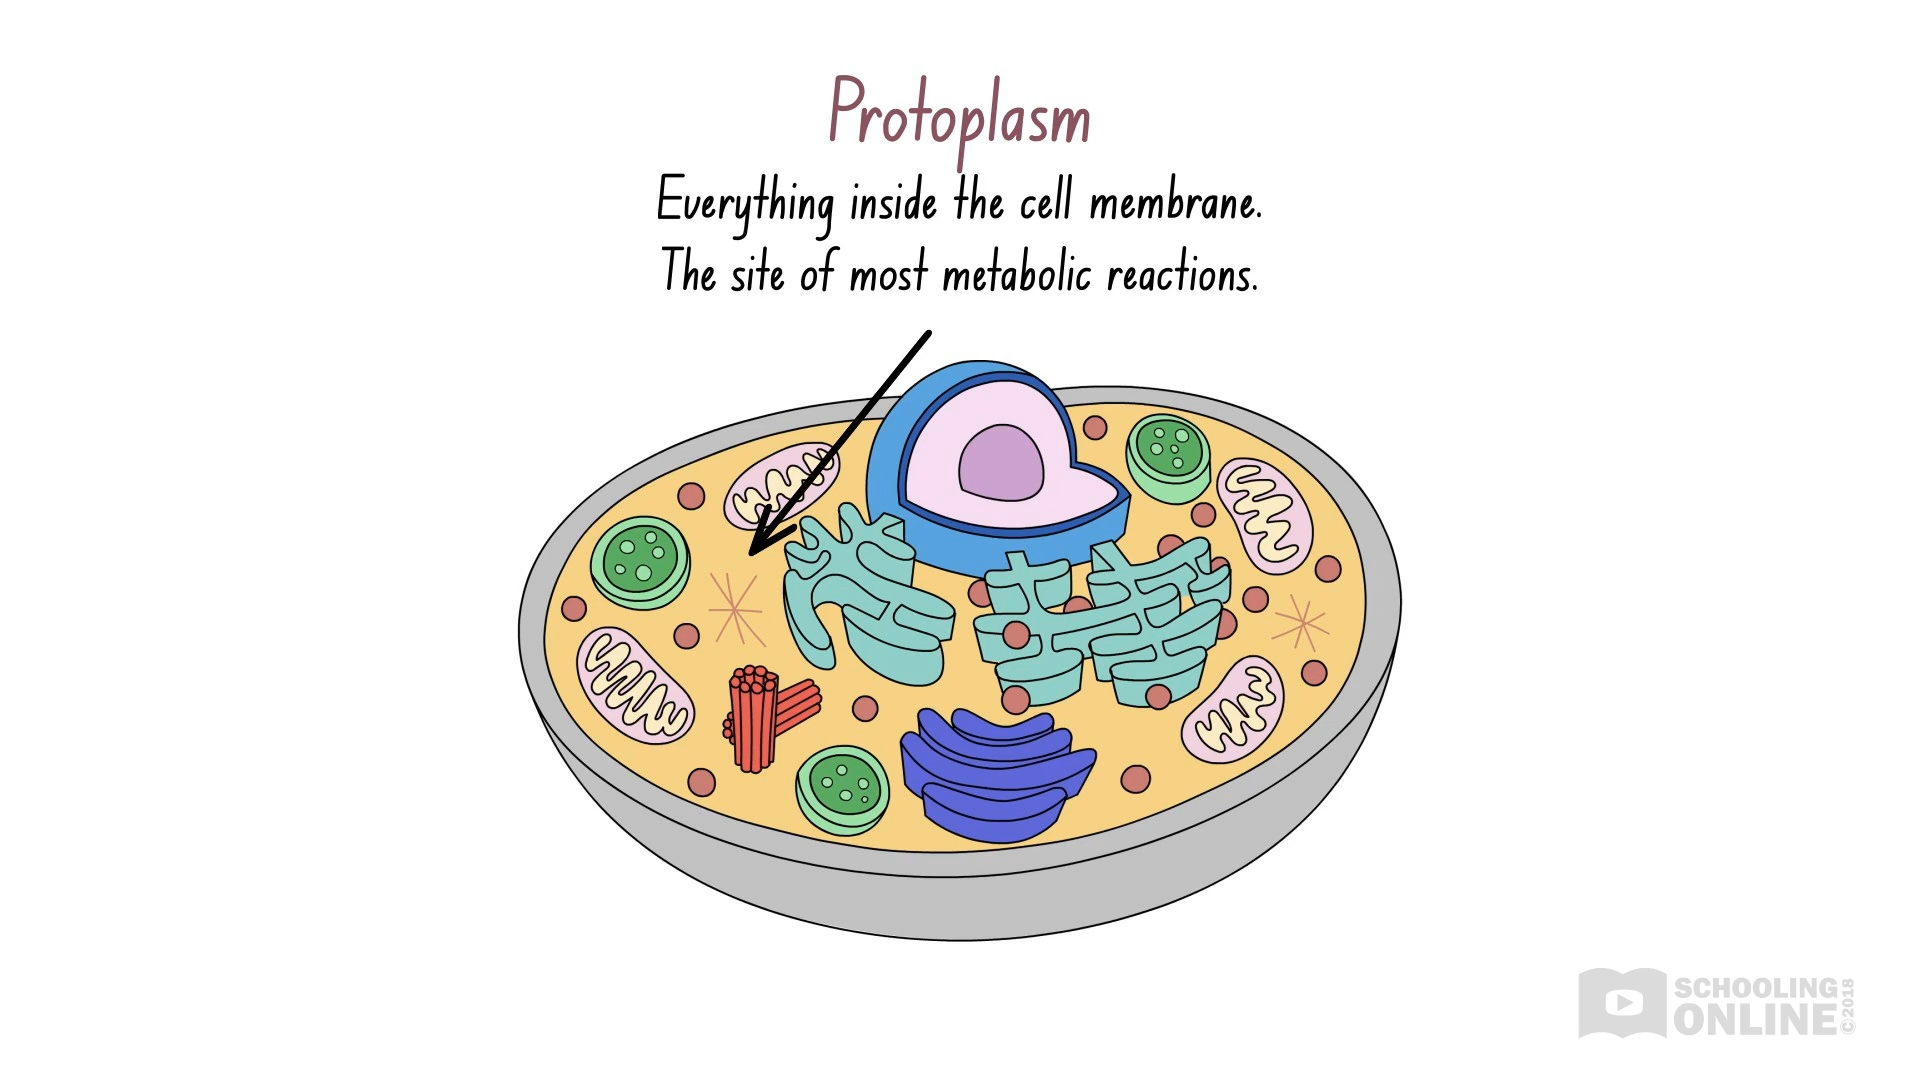 Protoplasm
Everything inside the cell membrane.
The site of most metabolic reactions.
SCHOOLING
ONLINE
©2018